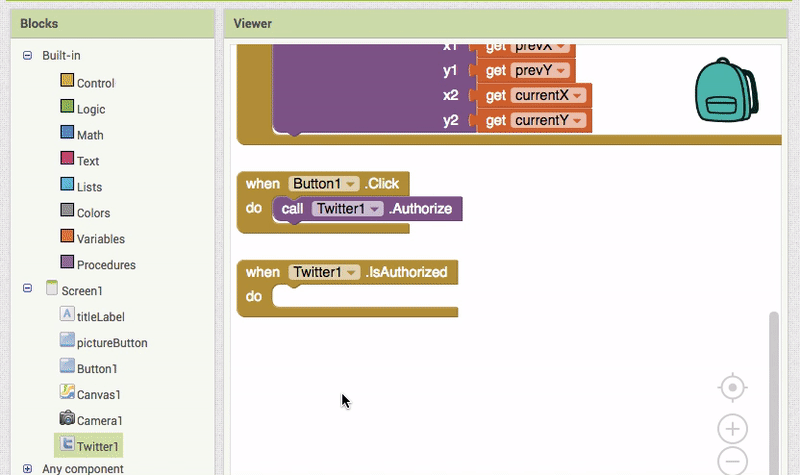 Blocks
Viewer
Built-in
Control
Logic
Math
Text
Lists
Colors
Variables
Procedures
Screen1
titleLabel
pictureButton
Button1
Canvas1
Camera1
Twitter1
Any component
x1 get prevX
y1 get prevY
x2 get currentX
y2 get currentY
when Button1 .Click
do call Twitter1 .Authorize
when Twitter1 .IsAuthorized
do